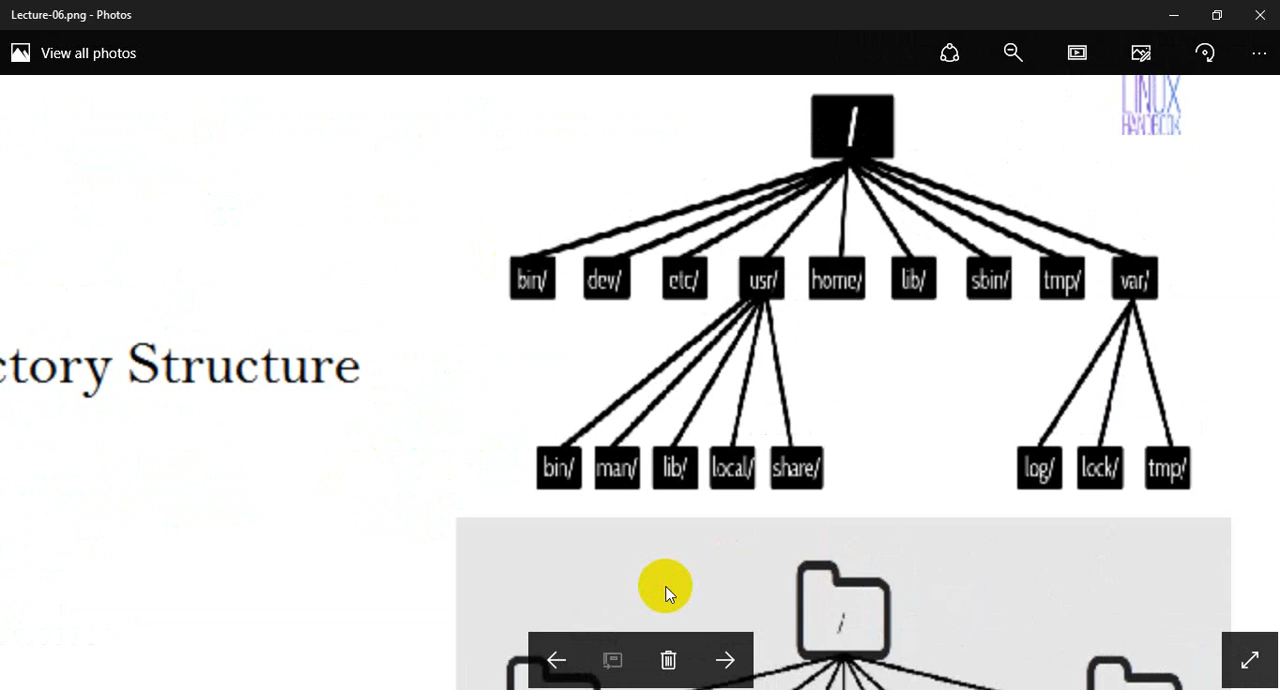 Lecture-06.png - Photos
View all photos
LINUX
HANDBOOK
/
bin/ dev/ etc/ usr/ home/ lib/ sbin/ tmp/ var/
ctory Structure
bin/ man/ lib/ local/ share/ log/ lock/ tmp/
/